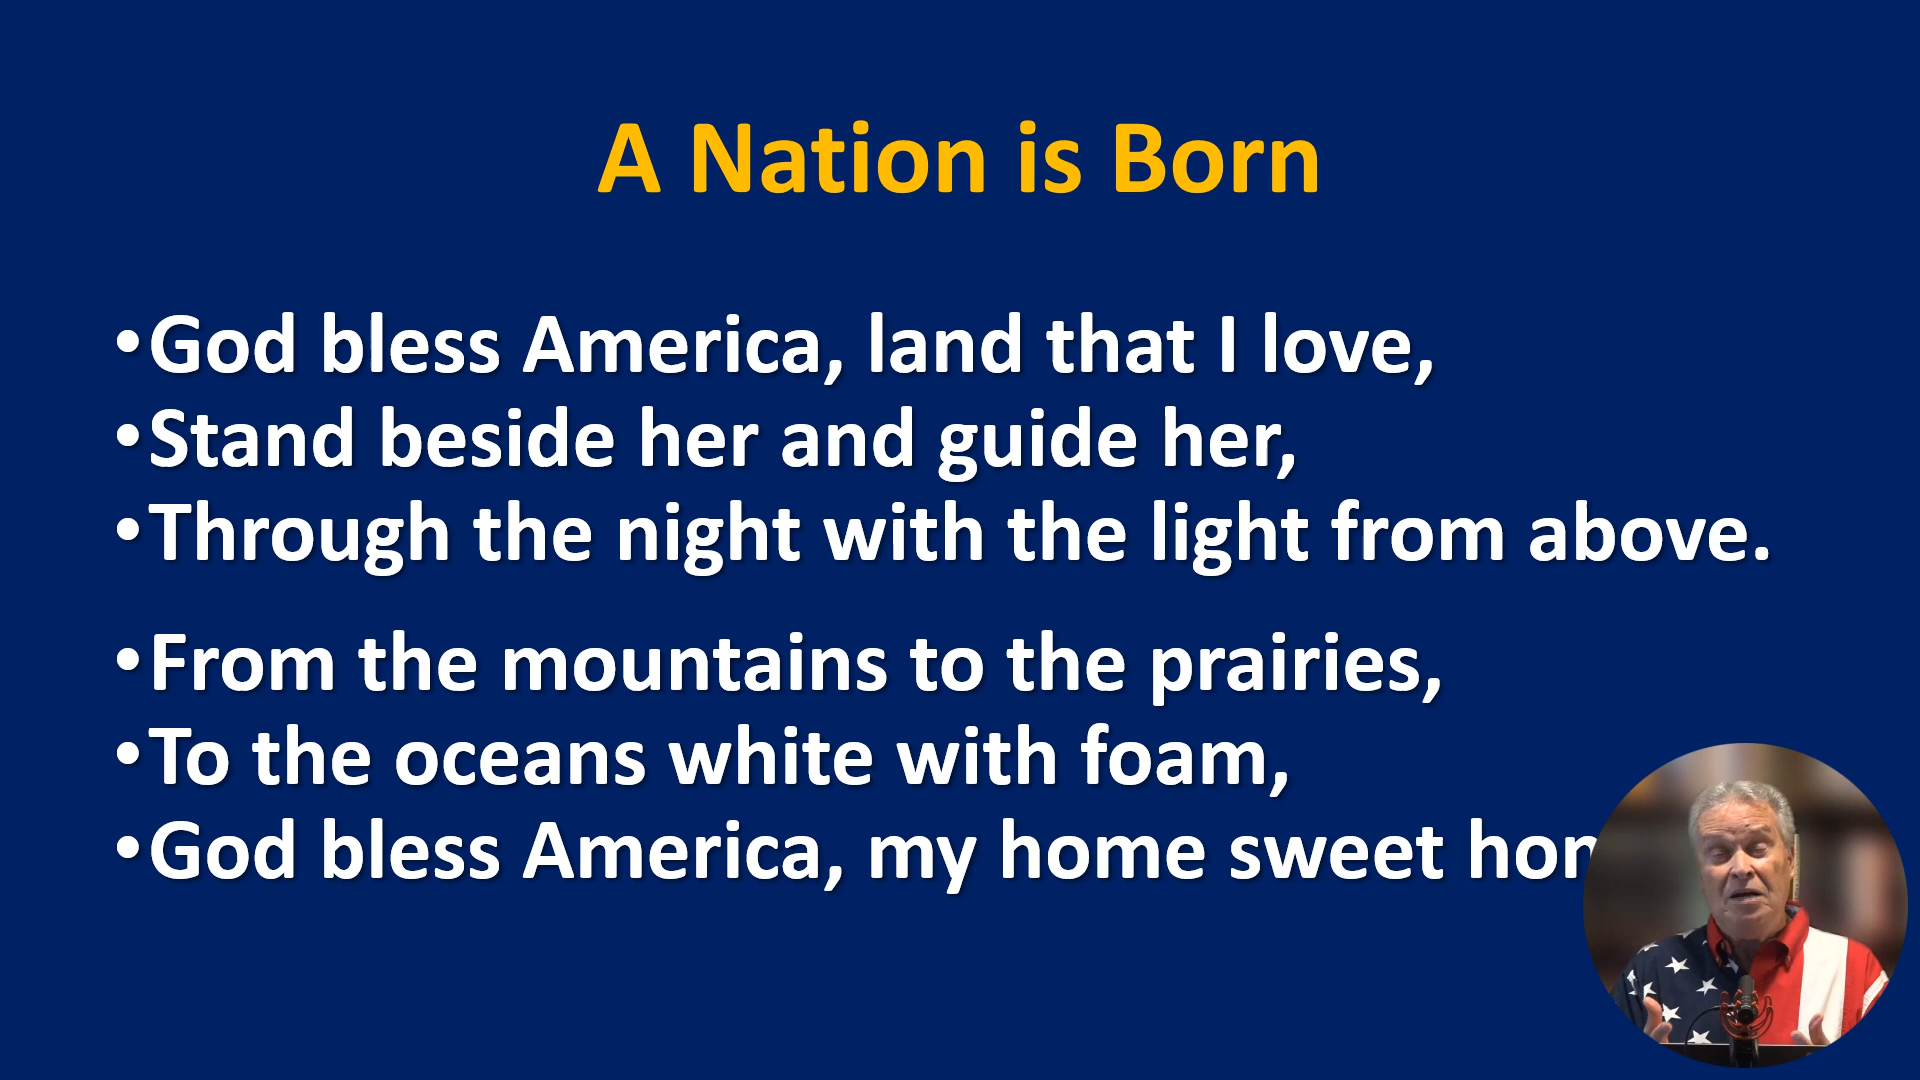 A Nation is Born
•God bless America, land that I love,
•Stand beside her and guide her,
•Through the night with the light from above.
•From the mountains to the prairies,
•To the oceans white with foam,
•God bless America, my home sweet